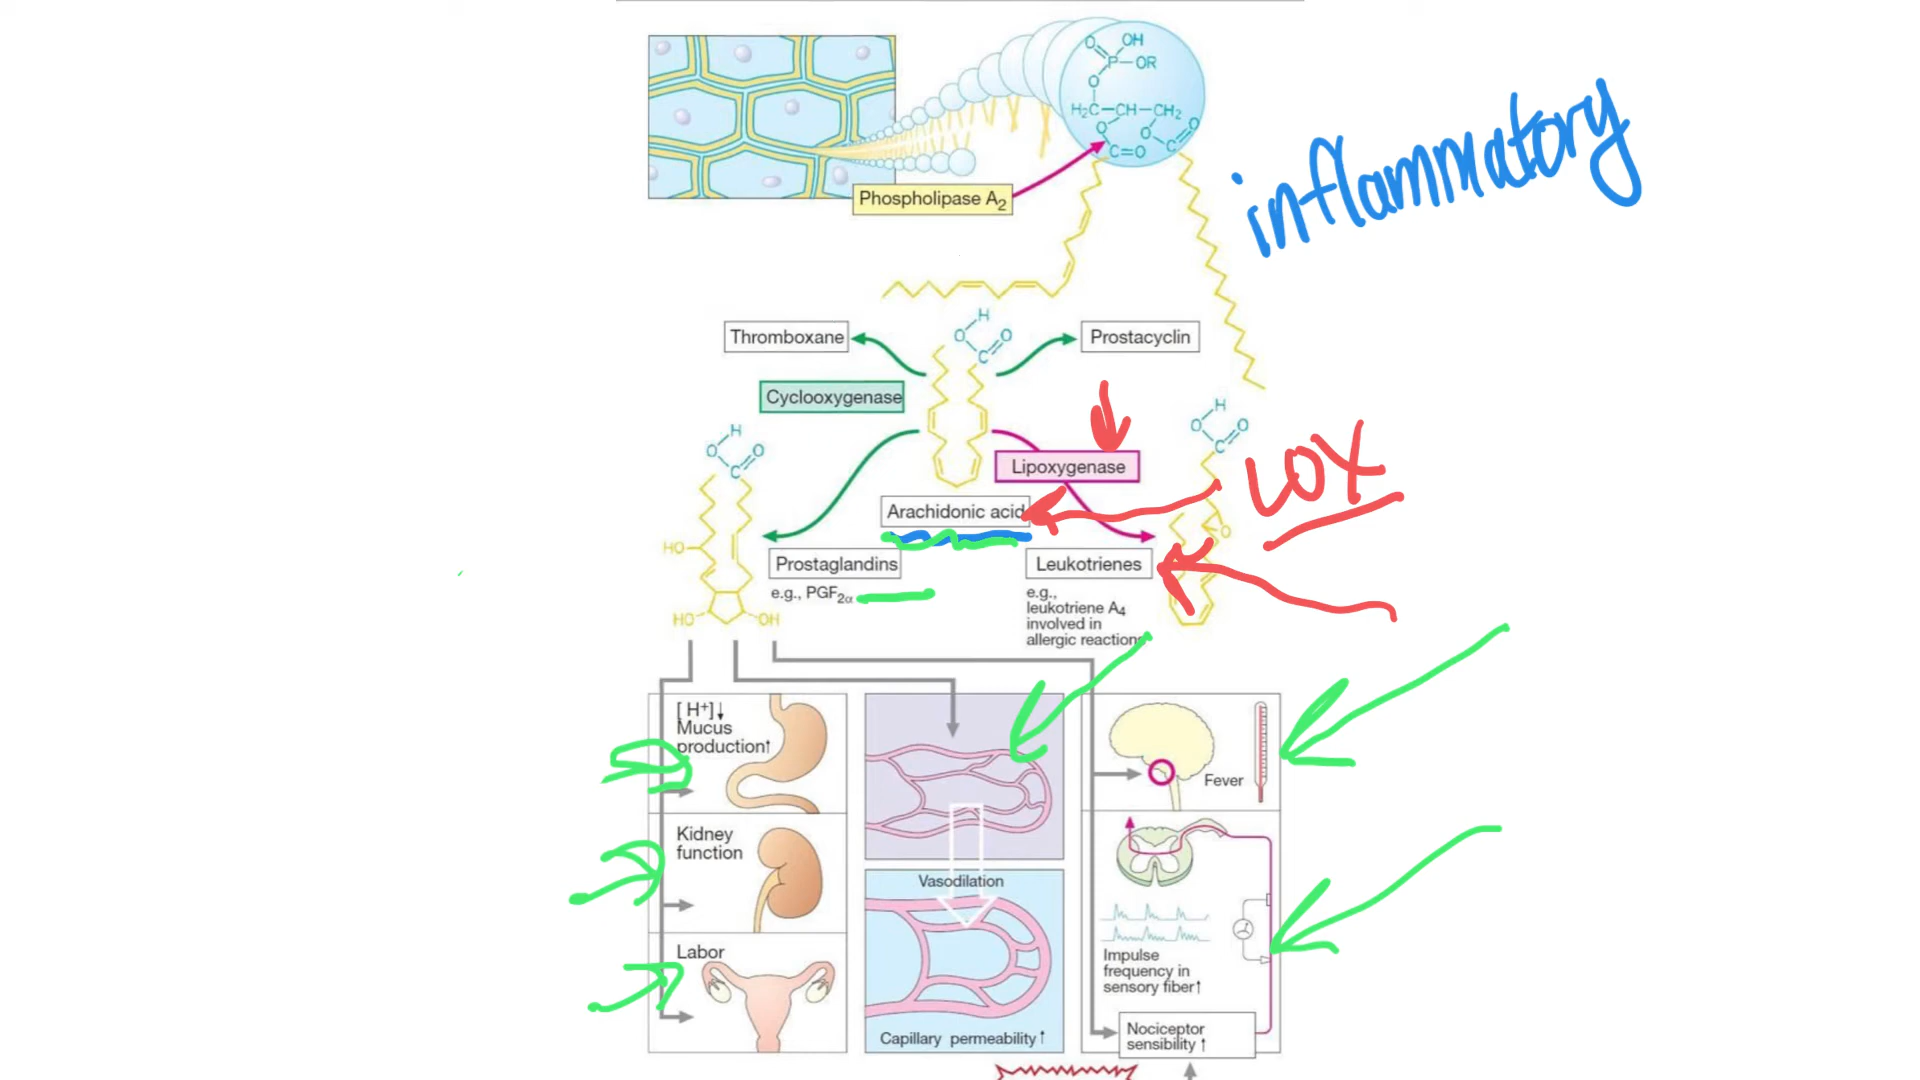 O OH
P OR
O
H₂C CH CH₂
O O O
C=O C
Phospholipase A₂
inflammatory
H
O O
C
Thromboxane
Prostacyclin
Cyclooxygenase
H
O O
C
H
O O
C
Lipoxygenase
LOX
Arachidonic acid
HO
O
Prostaglandins
e.g., PGF₂α
HO OH
Leukotrienes
e.g.,
leukotriene A₄
involved in
allergic reactions
[H⁺]↓
Mucus
production↑
Kidney
function
Labor
Vasodilation
Capillary permeability↑
Fever
Impulse
frequency in
sensory fiber↑
Nociceptor
sensibility↑